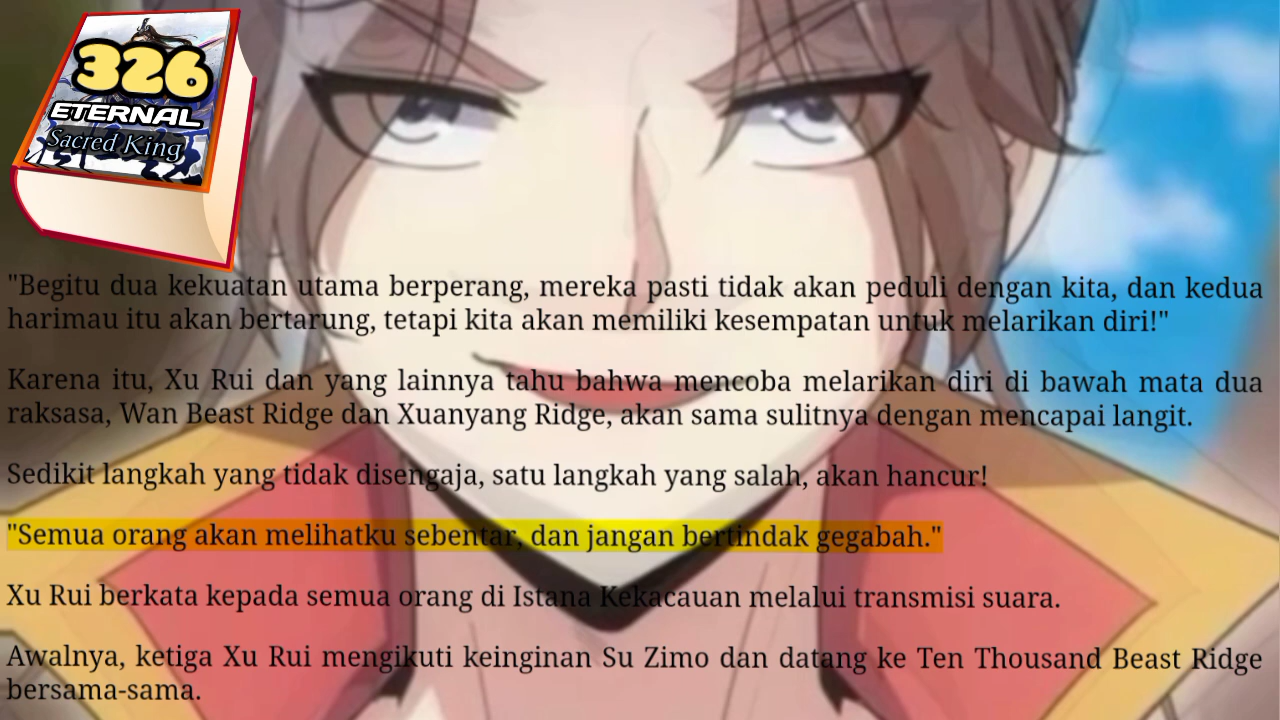 326
ETERNAL
Sacred King
"Begitu dua kekuatan utama berperang, mereka pasti tidak akan peduli dengan kita, dan kedua
harimau itu akan bertarung, tetapi kita akan memiliki kesempatan untuk melarikan diri!"
Karena itu, Xu Rui dan yang lainnya tahu bahwa mencoba melarikan diri di bawah mata dua
raksasa, Wan Beast Ridge dan Xuanyang Ridge, akan sama sulitnya dengan mencapai langit.
Sedikit langkah yang tidak disengaja, satu langkah yang salah, akan hancur!
"Semua orang akan melihatku sebentar, dan jangan bertindak gegabah."
Xu Rui berkata kepada semua orang di Istana Kekacauan melalui transmisi suara.
Awalnya, ketiga Xu Rui mengikuti keinginan Su Zimo dan datang ke Ten Thousand Beast Ridge
bersama-sama.